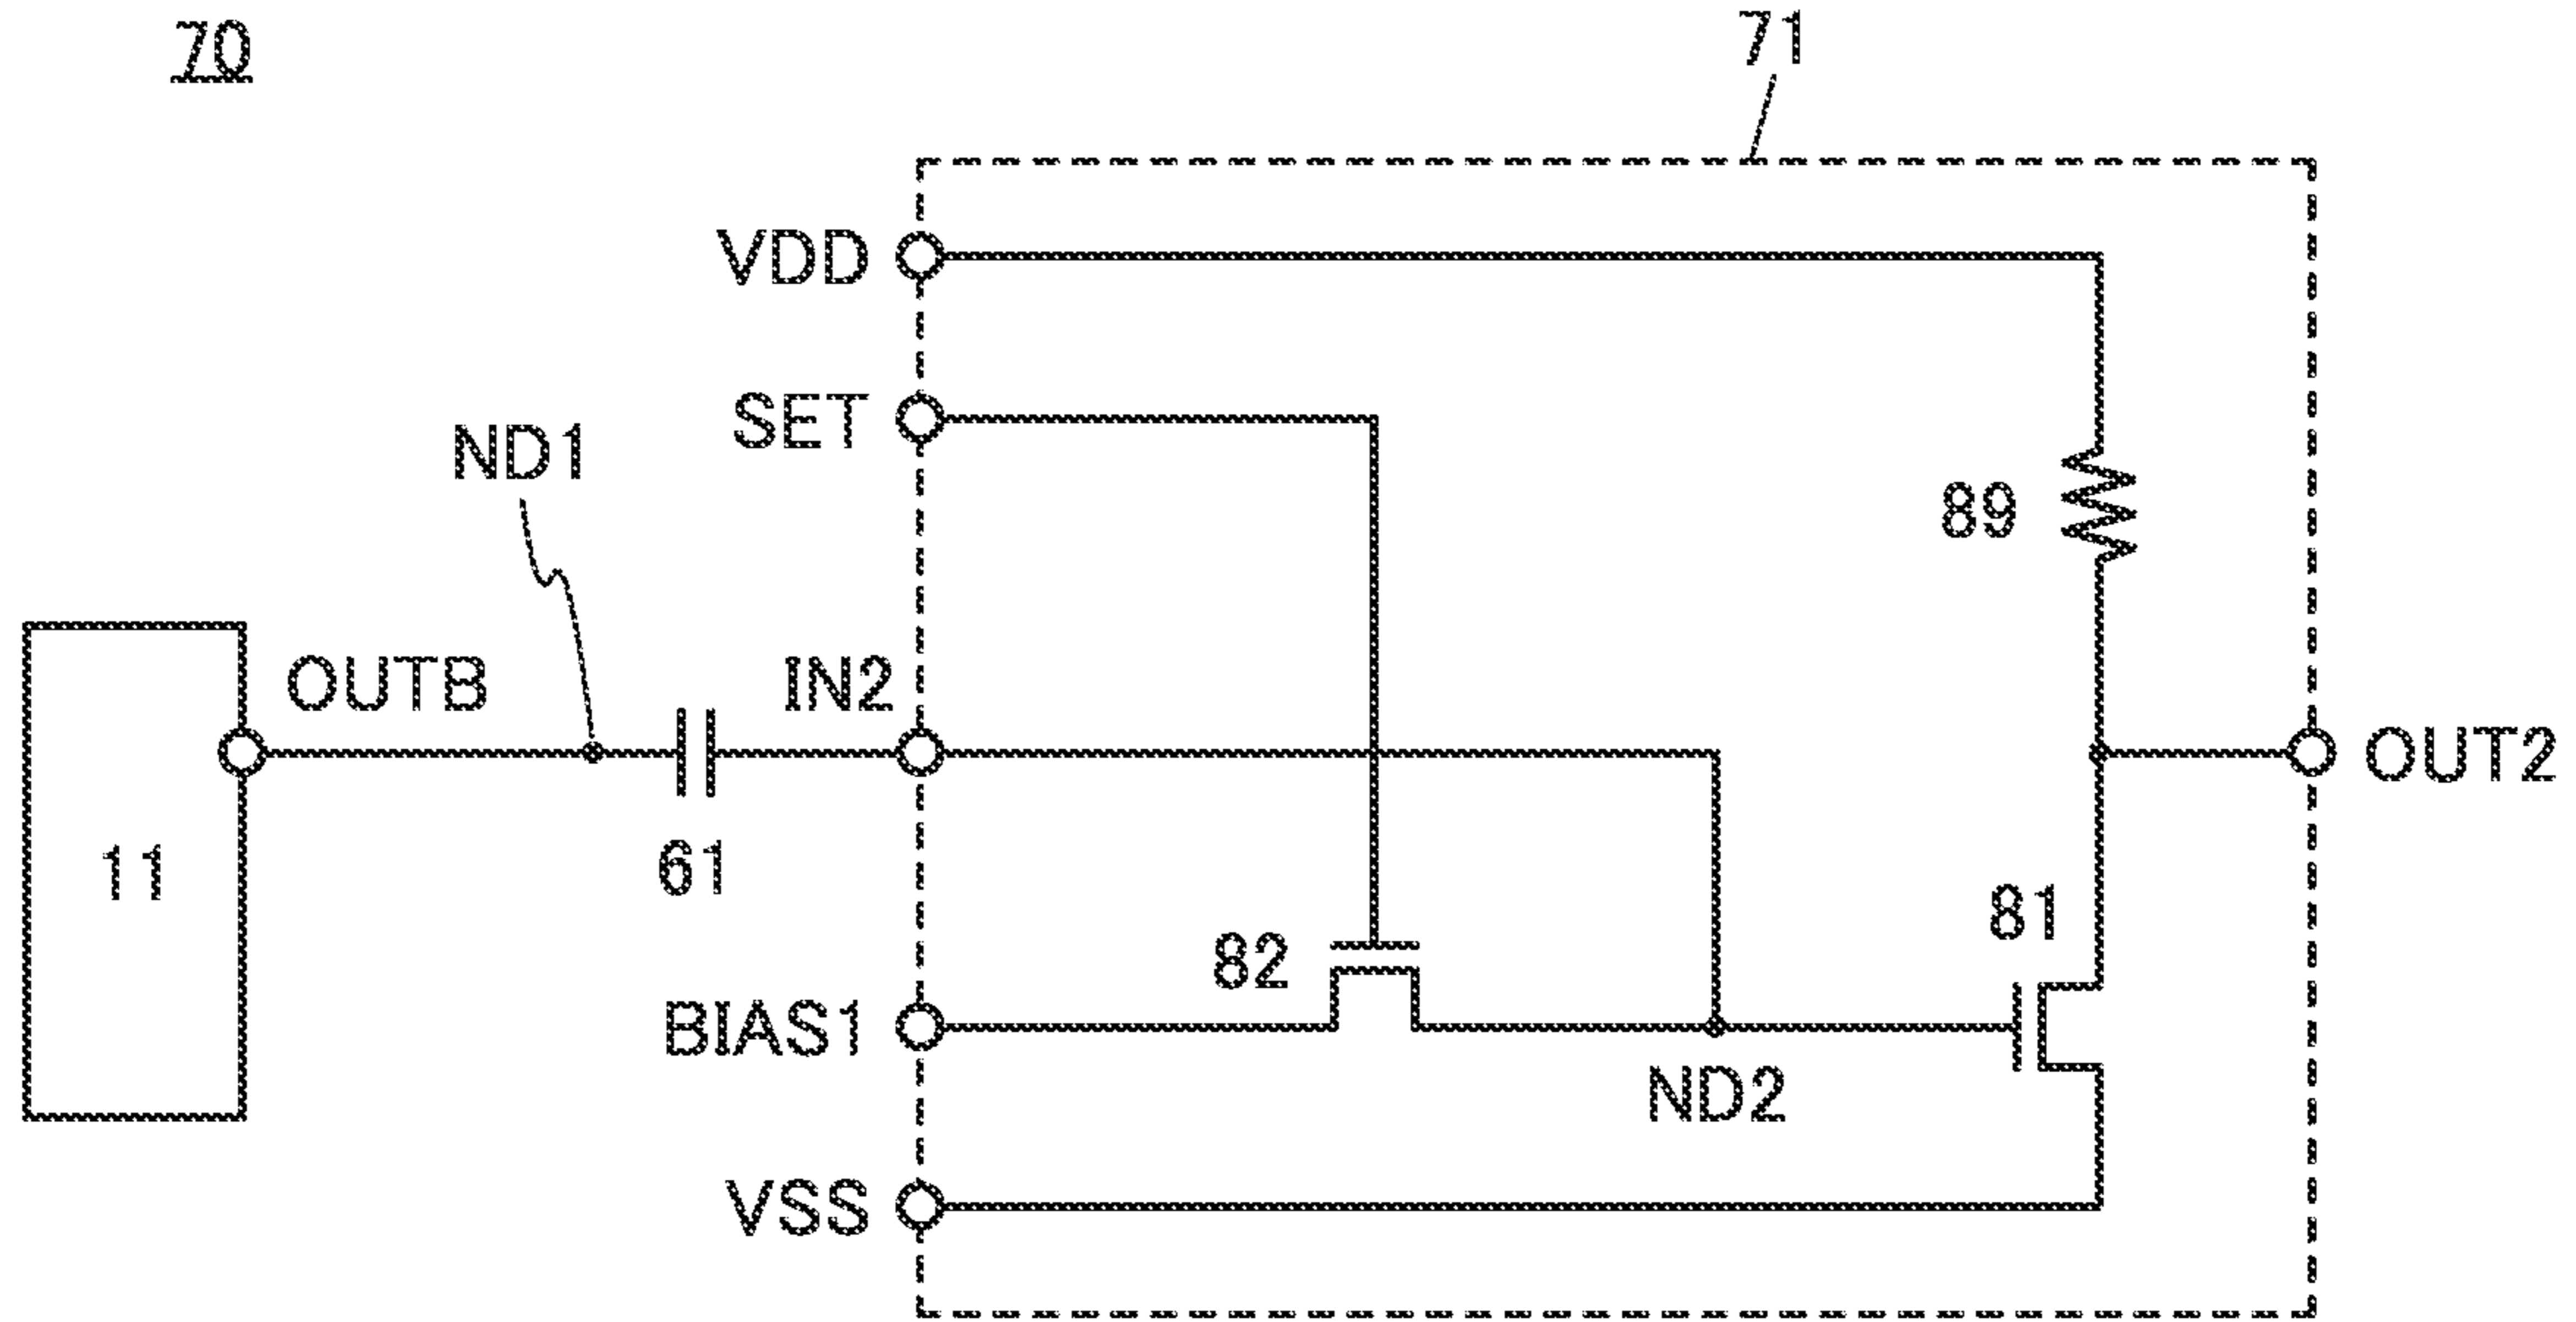 70
71
VDD
SET
ND1
89
OUTB
IN2
OUT2
11
61
81
82
BIAS1
ND2
VSS